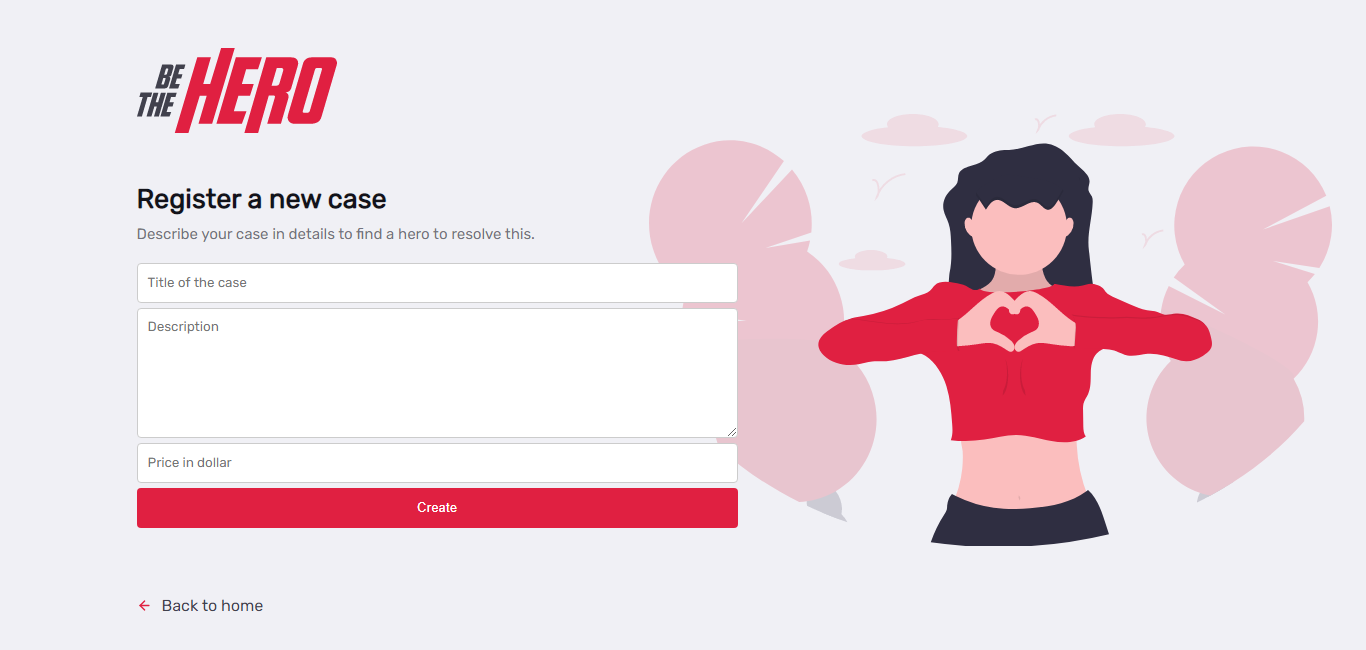 BE
THE HERO
Register a new case
Describe your case in details to find a hero to resolve this.
Title of the case
Description
Price in dollar
Create
Back to home